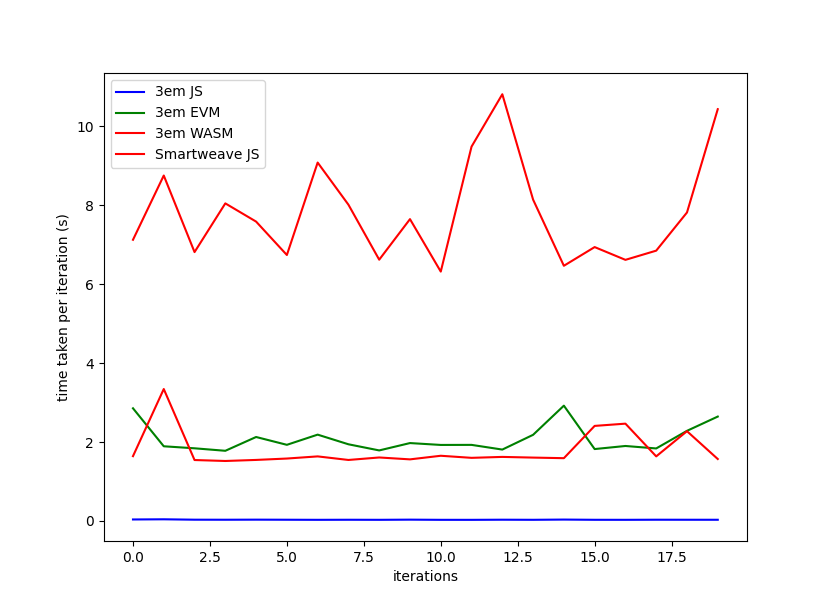 3em JS
3em EVM
3em WASM
Smartweave JS
time taken per iteration (s)
10
8
6
4
2
0
0.0 2.5 5.0 7.5 10.0 12.5 15.0 17.5
iterations